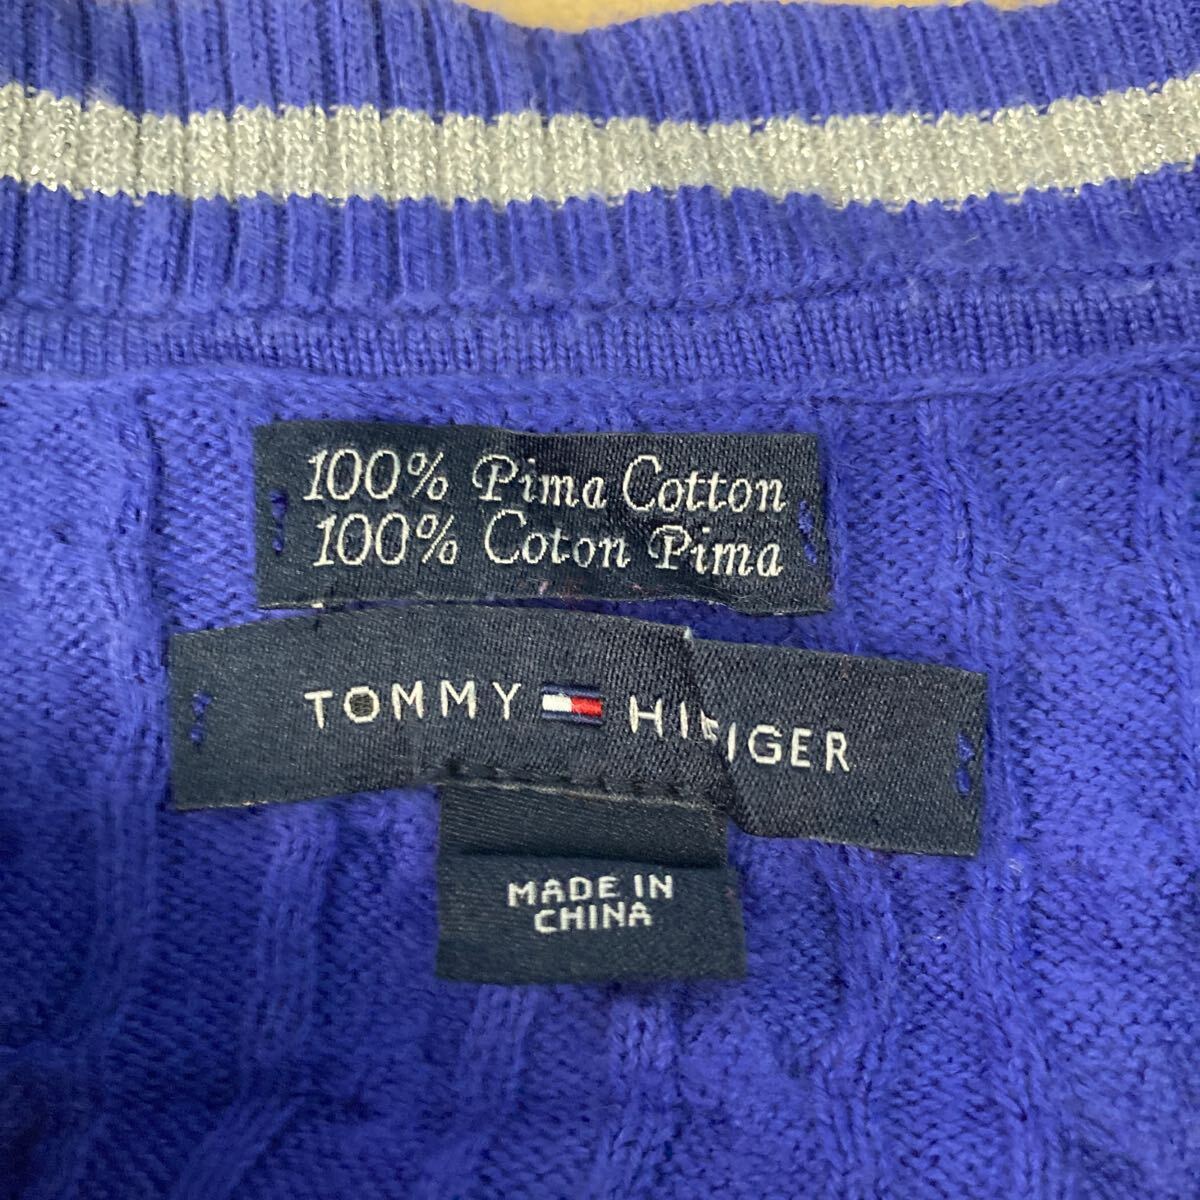 100% Pima Cotton
100% Coton Pima
TOMMY HILFIGER
MADE IN
CHINA